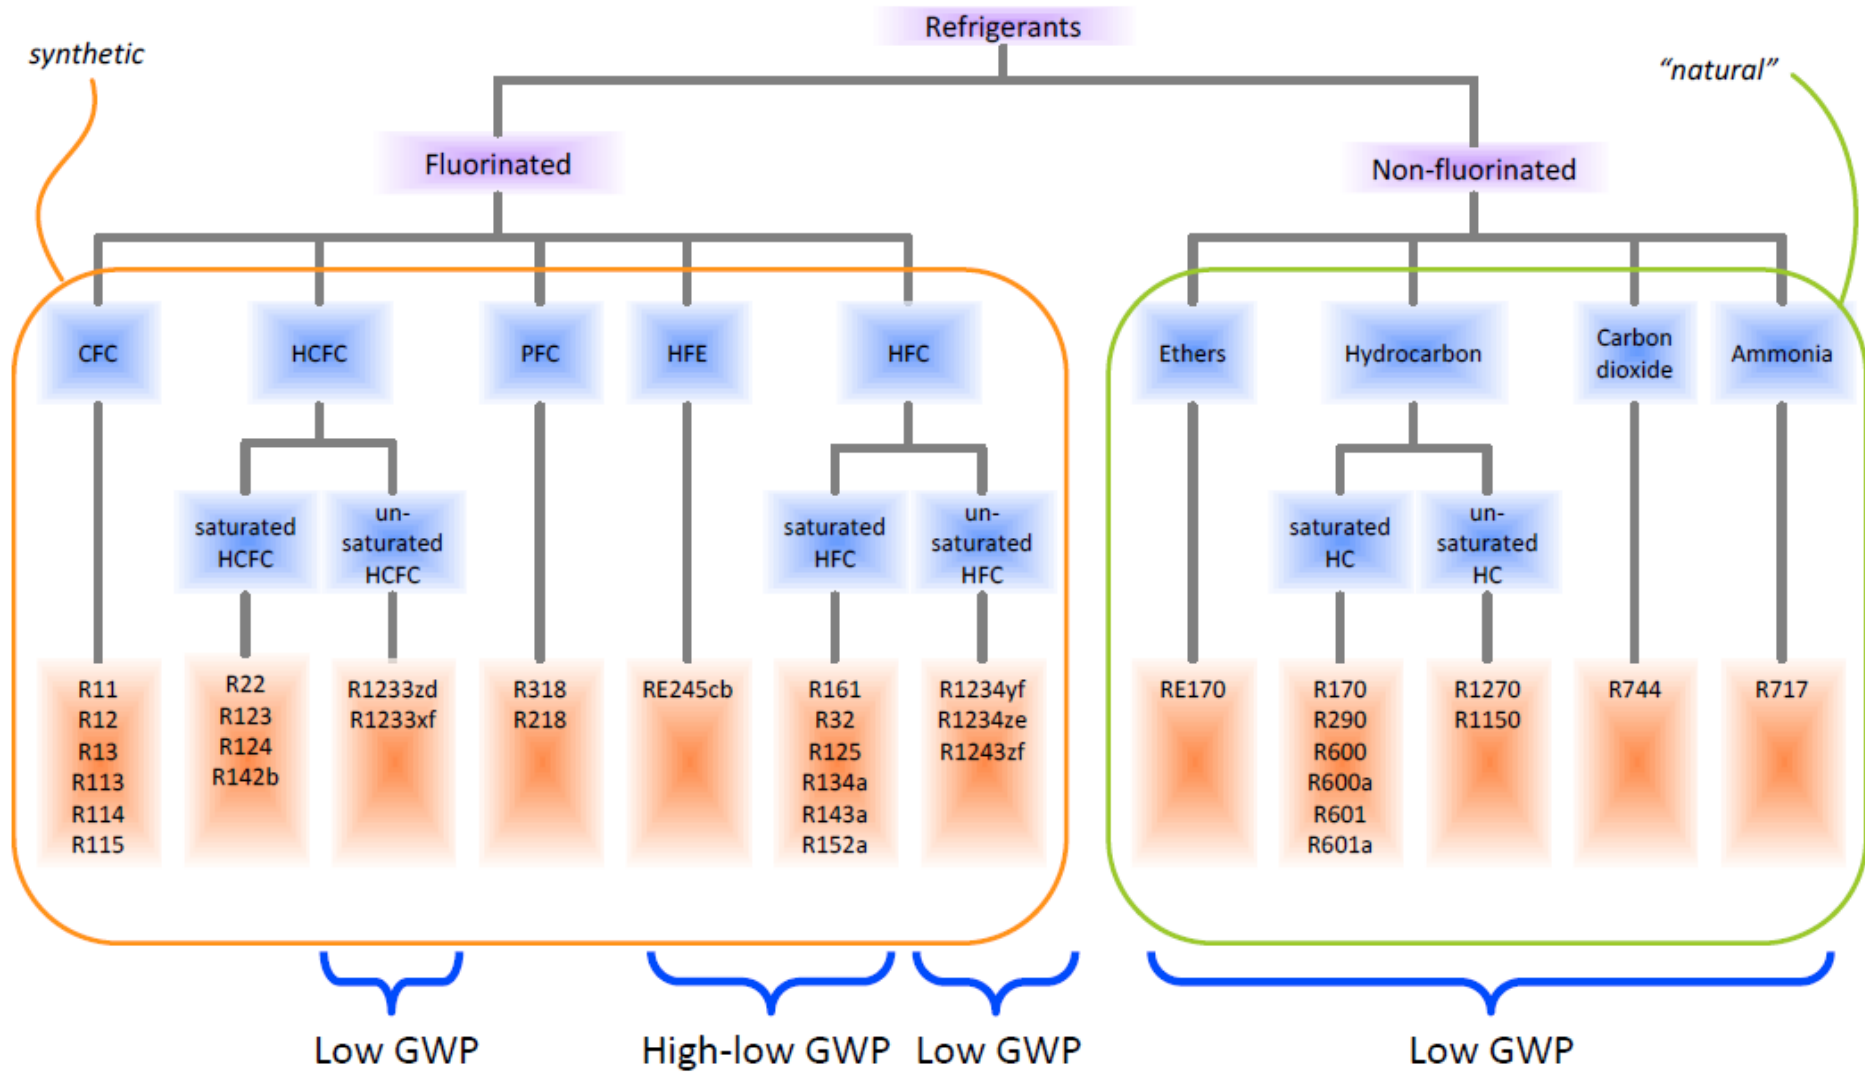 Refrigerants
synthetic
“natural”
Fluorinated
Non-fluorinated
CFC
HCFC
PFC
HFE
HFC
Ethers
Hydrocarbon
Carbon
dioxide
Ammonia
saturated
HCFC
un-
saturated
HCFC
saturated
HFC
un-
saturated
HFC
saturated
HC
un-
saturated
HC
R11
R12
R13
R113
R114
R115
R22
R123
R124
R142b
R1233zd
R1233xf
R318
R218
RE245cb
R161
R32
R125
R134a
R143a
R152a
R1234yf
R1234ze
R1243zf
RE170
R170
R290
R600
R600a
R601
R601a
R1270
R1150
R744
R717
Low GWP
High-low GWP
Low GWP
Low GWP